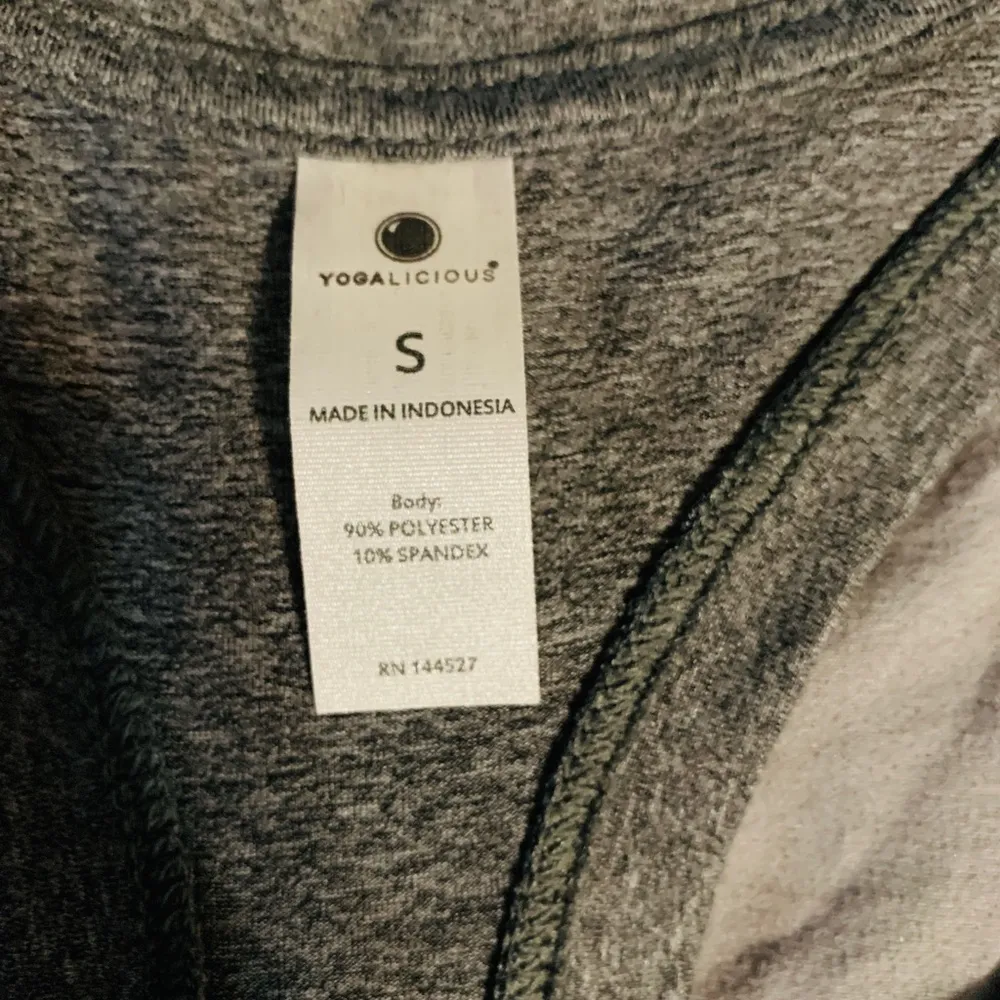 YOGALICIOUS
S
MADE IN INDONESIA
Body:
90% POLYESTER
10% SPANDEX
RN 144527